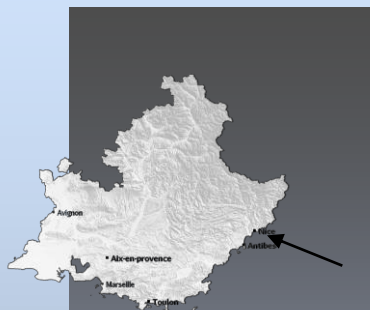 Avignon
Nice
Antibes
Aix-en-provence
Marseille
Toulon